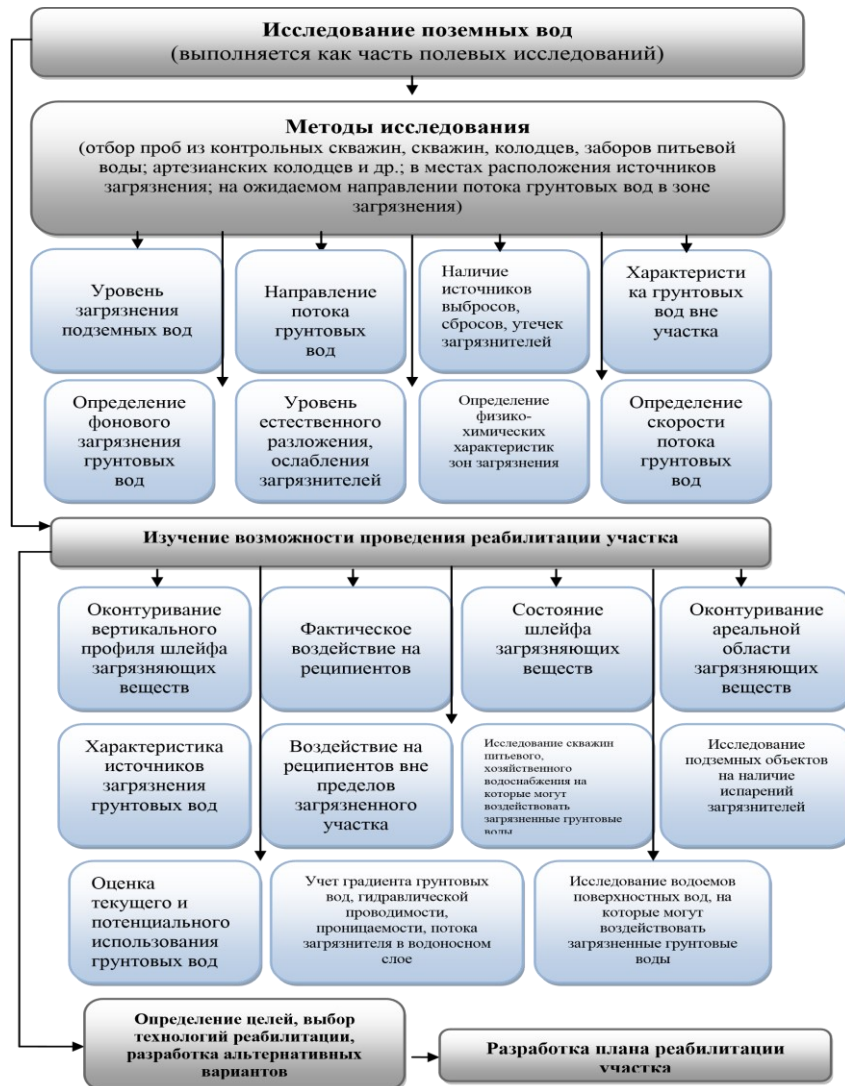 Исследование поземных вод
(выполняется как часть полевых исследований)
Методы исследования
(отбор проб из контрольных скважин, скважин, колодцев, заборов питьевой
воды; артезианских колодцев и др.; в местах расположения источников
загрязнения; на ожидаемом направлении потока грунтовых вод в зоне
загрязнения)
Уровень
загрязнения
подземных вод
Направление
потока
грунтовых
вод
Наличие
источников
выбросов,
сбросов, утечек
загрязнителей
Характеристи
ка грунтовых
вод вне
участка
Определение
фонового
загрязнения
грунтовых
вод
Уровень
естественного
разложения,
ослабления
загрязнителей
Определение
физико-
химических
характеристик
зон загрязнения
Определение
скорости
потока
грунтовых
вод
Изучение возможности проведения реабилитации участка
Оконтуривание
вертикального
профиля шлейфа
загрязняющих
веществ
Фактическое
воздействие на
реципиентов
Состояние
шлейфа
загрязняющих
веществ
Оконтуривание
ареальной
области
загрязняющих
веществ
Характеристика
источников
загрязнения
грунтовых вод
Воздействие на
реципиентов вне
пределов
загрязненного
участка
Исследование скважин
питьевого,
хозяйственного
водоснабжения на
которые могут
воздействовать
загрязненные грунтовые
воды
Исследование
подземных объектов
на наличие
испарений
загрязнителей
Оценка
текущего и
потенциального
использования
грунтовых вод
Учет градиента грунтовых
вод, гидравлической
проводимости,
проницаемости, потока
загрязнителя в водоносном
слое
Исследование водоемов
поверхностных вод, на
которые могут
воздействовать
загрязненные грунтовые
воды
Определение целей, выбор
технологий реабилитации,
разработка альтернативных
вариантов
Разработка плана реабилитации
участка